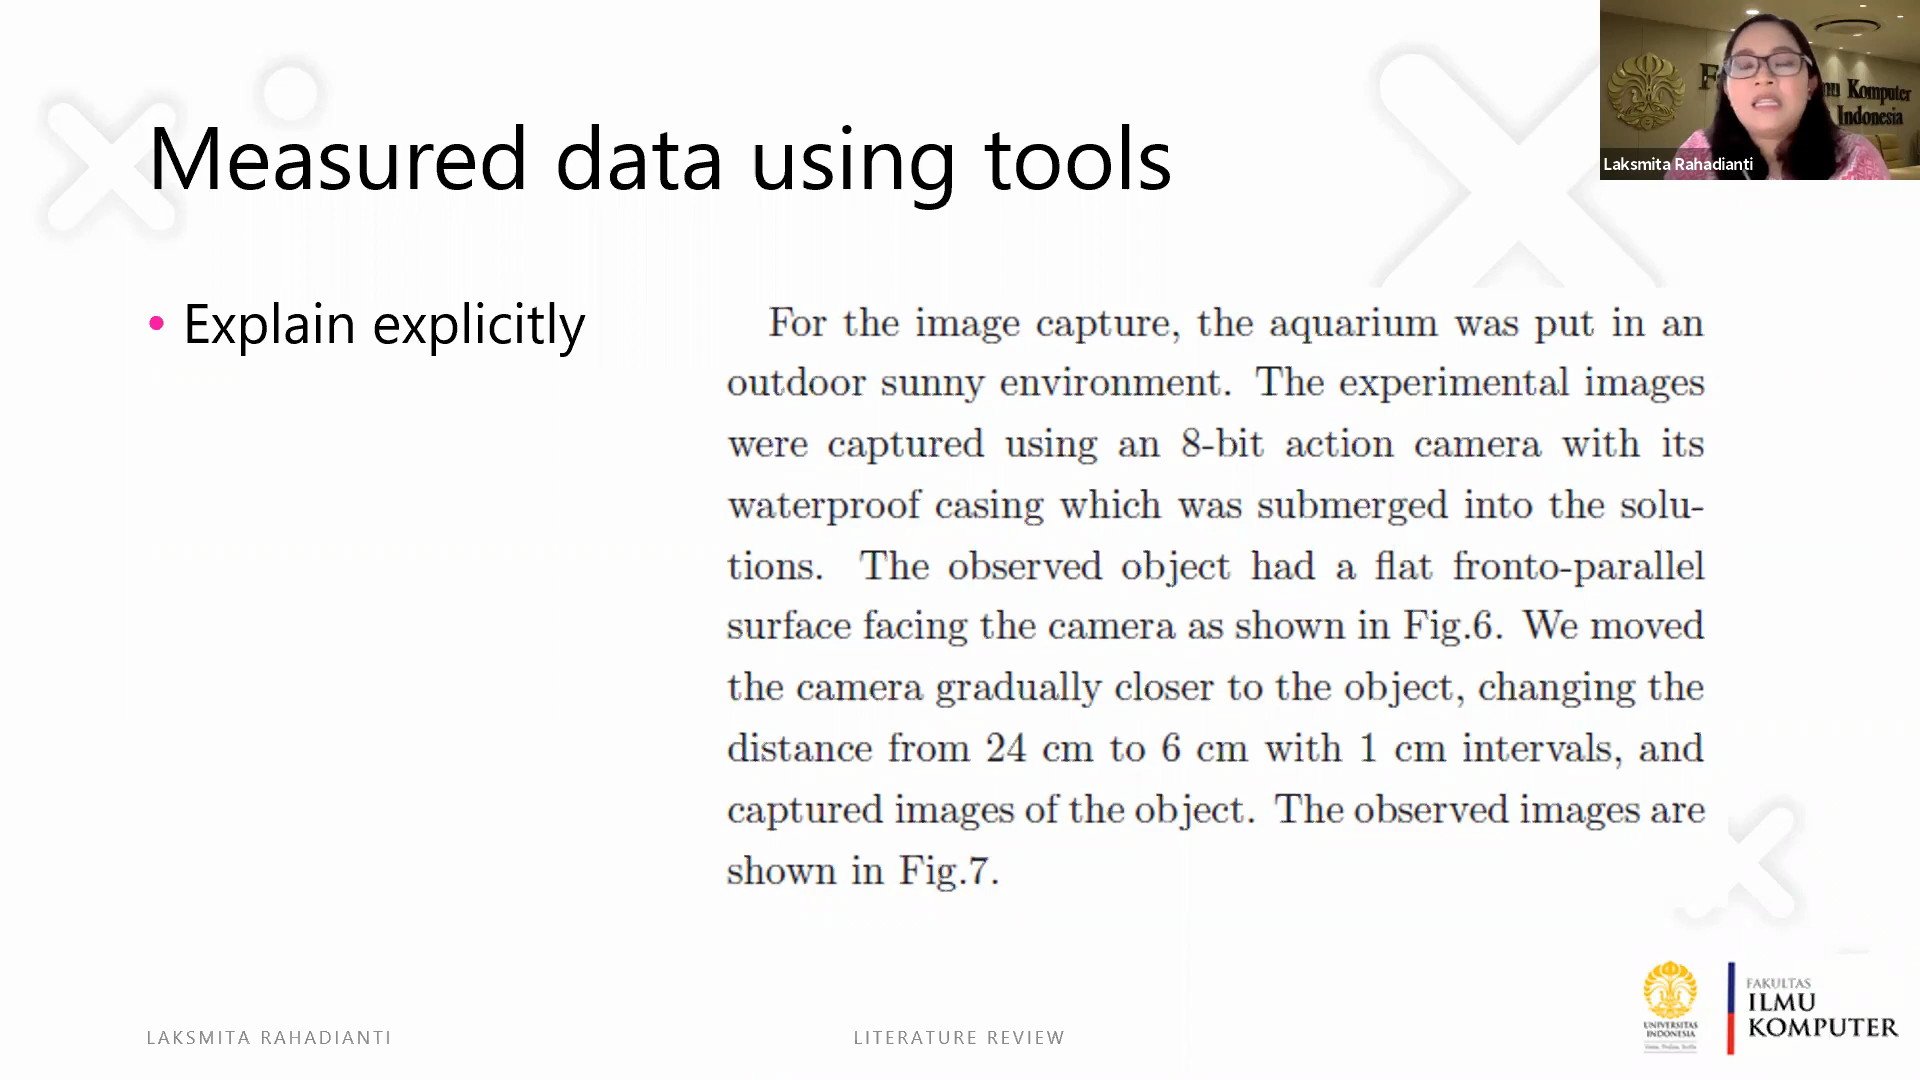 Measured data using tools
• Explain explicitly
For the image capture, the aquarium was put in an
outdoor sunny environment. The experimental images
were captured using an 8-bit action camera with its
waterproof casing which was submerged into the solu-
tions. The observed object had a flat fronto-parallel
surface facing the camera as shown in Fig.6. We moved
the camera gradually closer to the object, changing the
distance from 24 cm to 6 cm with 1 cm intervals, and
captured images of the object. The observed images are
shown in Fig.7.
Komputer
Indonesia
Laksmita Rahadianti
LAKSMITA RAHADIANTI
LITERATURE REVIEW
UNIVERSITAS
INDONESIA
FAKULTAS
ILMU
KOMPUTER